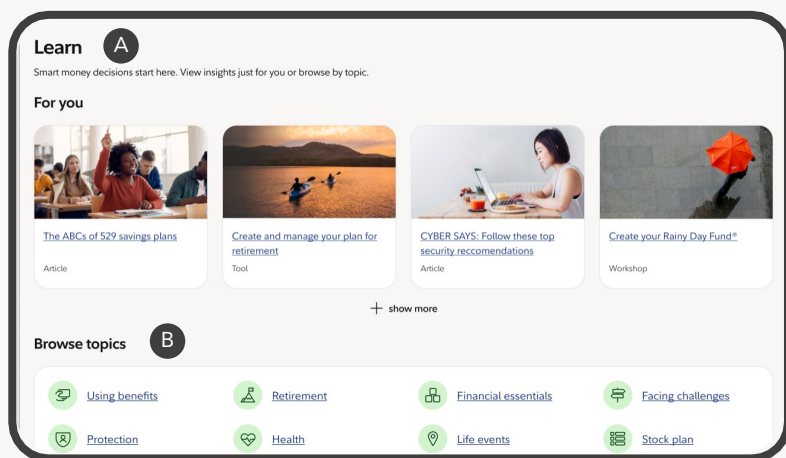 Learn A
Smart money decisions start here. View insights just for you or browse by topic.
For you
The ABCs of 529 savings plans
Article
Create and manage your plan for
retirement
Tool
CYBER SAYS: Follow these top
security reccomendations
Article
Create your Rainy Day Fund®
Workshop
+ show more
Browse topics B
Using benefits
Retirement
Financial essentials
Facing challenges
Protection
Health
Life events
Stock plan